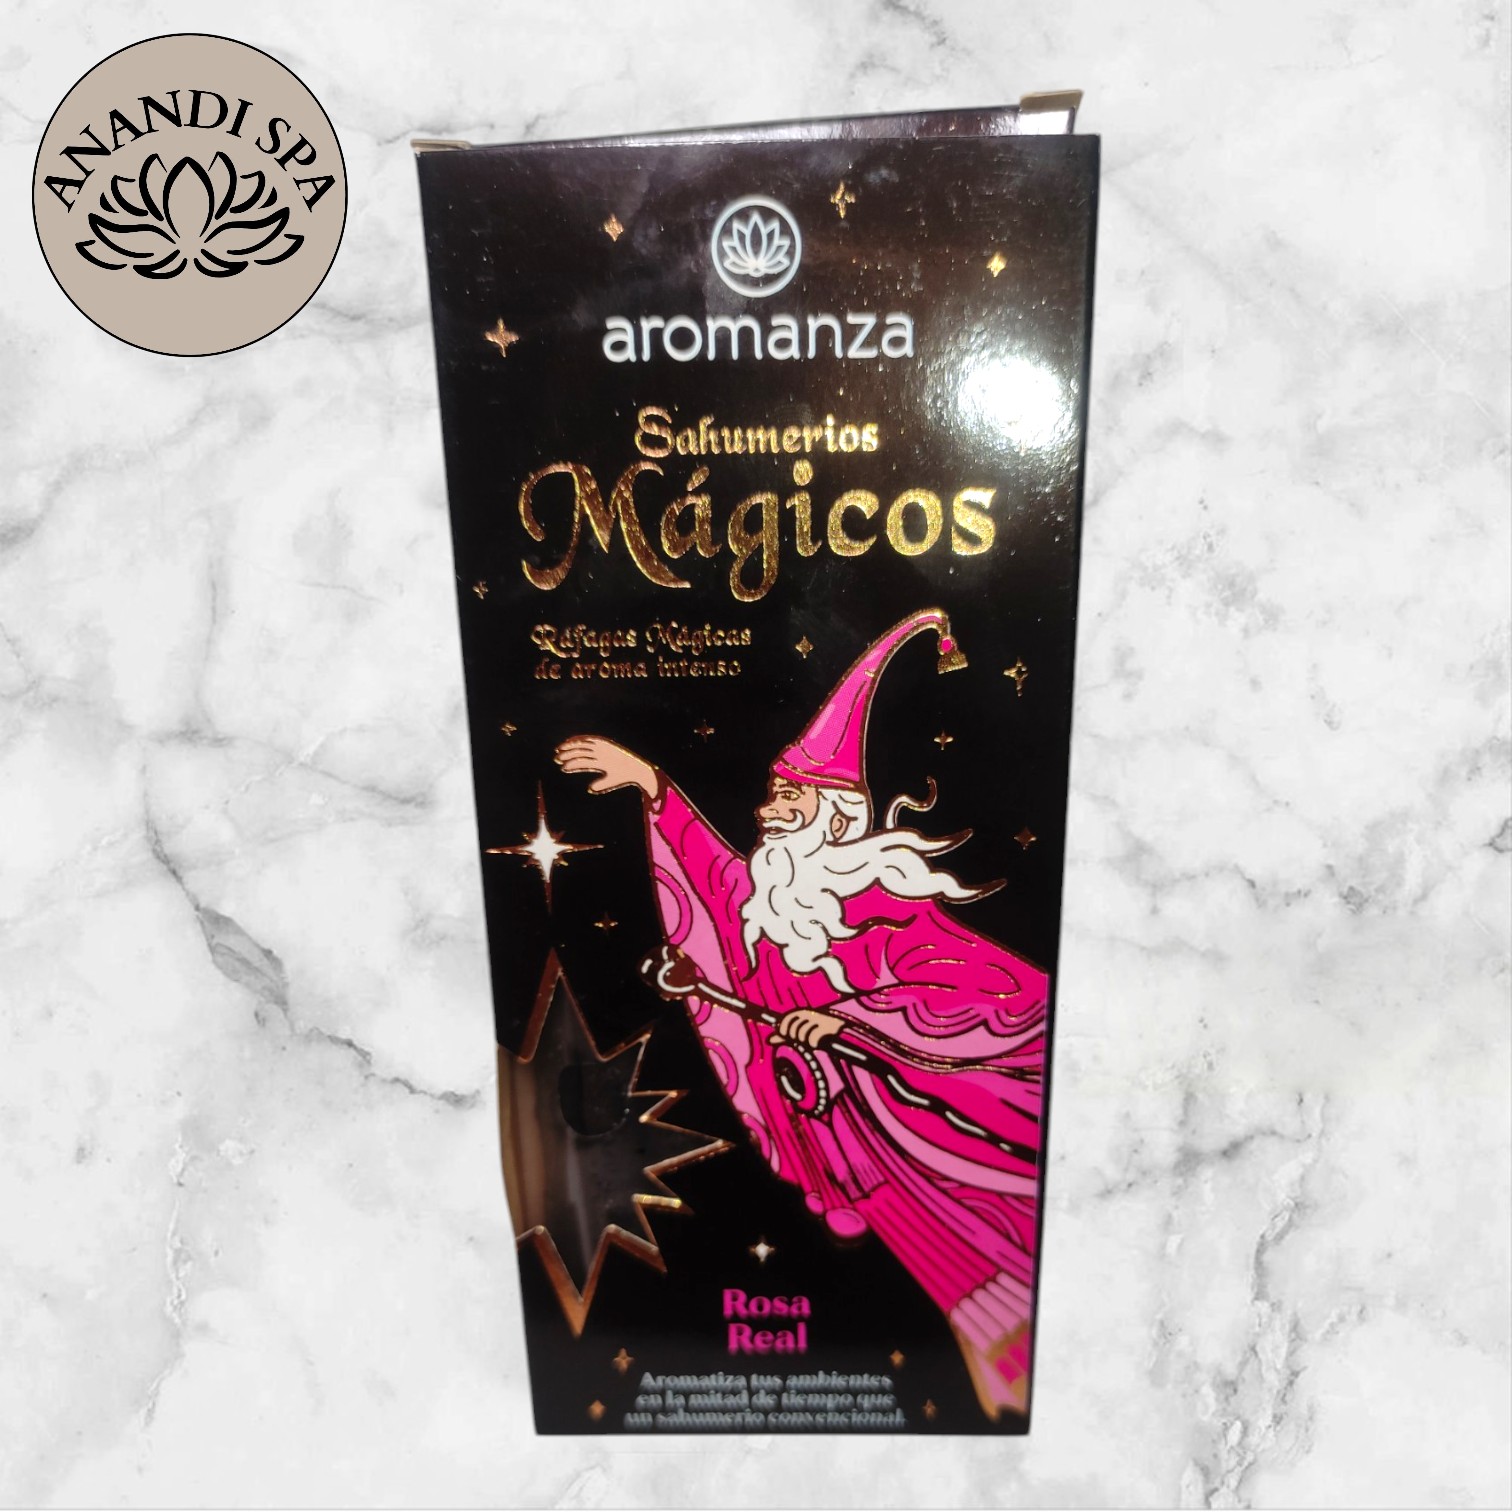 ANANDI SPA
aromanza
Sahumerios
Mágicos
Ráfagas Mágicas
de aroma intenso
Rosa
Real
Aromatiza tus ambientes
en la mitad de tiempo que
un sahumerio convencional.